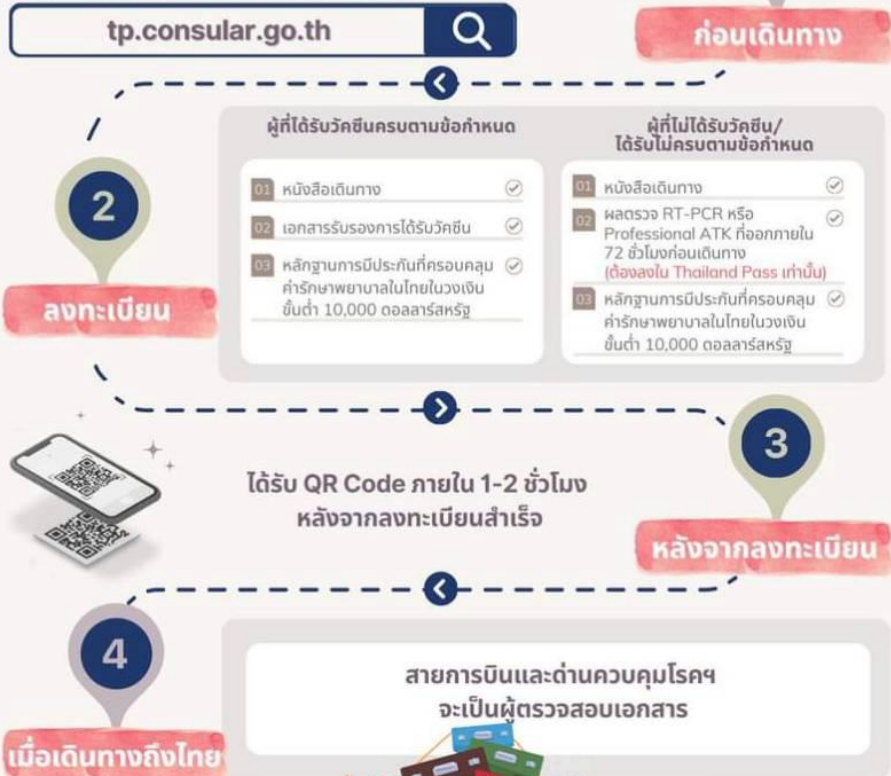 tp.consular.go.th
ก่อนเดินทาง
2
ลงทะเบียน
ผู้ที่ได้รับวัคซีนครบตามข้อกำหนด
01 หนังสือเดินทาง
02 เอกสารรับรองการได้รับวัคซีน
03 หลักฐานการมีประกันที่ครอบคลุม
ค่ารักษาพยาบาลในไทยในวงเงิน
ขั้นต่ำ 10,000 ดอลลาร์สหรัฐ
ผู้ที่ไม่ได้รับวัคซีน/
ได้รับไม่ครบตามข้อกำหนด
01 หนังสือเดินทาง
02 ผลตรวจ RT-PCR หรือ
Professional ATK ที่ออกภายใน
72 ชั่วโมงก่อนเดินทาง
(ต้องลงใน Thailand Pass เท่านั้น)
03 หลักฐานการมีประกันที่ครอบคลุม
ค่ารักษาพยาบาลในไทยในวงเงิน
ขั้นต่ำ 10,000 ดอลลาร์สหรัฐ
3
หลังจากลงทะเบียน
ได้รับ QR Code ภายใน 1-2 ชั่วโมง
หลังจากลงทะเบียนสำเร็จ
4
เมื่อเดินทางถึงไทย
สายการบินและด่านควบคุมโรคฯ
จะเป็นผู้ตรวจสอบเอกสาร